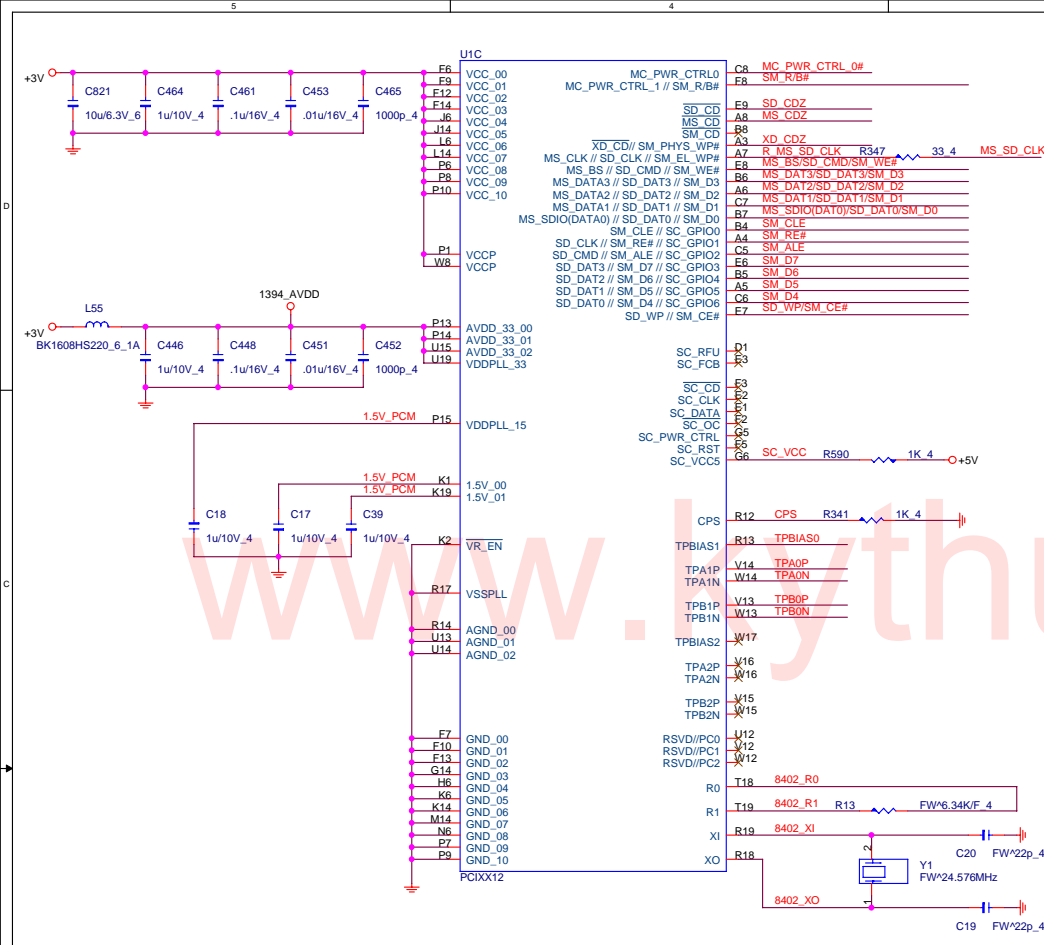 5 4
U1C
+3V
C821 C464 C461 C453 C465
10u/6.3V_6 1u/10V_4 .1u/16V_4 .01u/16V_4 1000p_4
F6 VCC_00
F9 VCC_01
F12 VCC_02
F14 VCC_03
J6 VCC_04
J14 VCC_05
L6 VCC_06
L14 VCC_07
P6 VCC_08
P8 VCC_09
P10 VCC_10
P1 VCCP
W8 VCCP
MC_PWR_CTRL0 C8 MC_PWR_CTRL_0#
MC_PWR_CTRL_1 // SM_R/B# F8 SM_R/B#
SD_CD E9 SD_CDZ
MS_CD A8 MS_CDZ
SM_CD B8
XD_CD// SM_PHYS_WP# A3 XD_CDZ
MS_CLK // SD_CLK // SM_EL_WP# A7 R_MS_SD_CLK R347 33_4 MS_SD_CLK
MS_BS // SD_CMD // SM_WE# E8 MS_BS/SD_CMD/SM_WE#
MS_DATA3 // SD_DAT3 // SM_D3 B6 MS_DAT3/SD_DAT3/SM_D3
MS_DATA2 // SD_DAT2 // SM_D2 A6 MS_DAT2/SD_DAT2/SM_D2
MS_DATA1 // SD_DAT1 // SM_D1 C7 MS_DAT1/SD_DAT1/SM_D1
MS_SDIO(DATA0) // SD_DAT0 // SM_D0 B7 MS_SDIO(DAT0)/SD_DAT0/SM_D0
SM_CLE // SC_GPIO0 B4 SM_CLE
SD_CLK // SM_RE# // SC_GPIO1 A4 SM_RE#
SD_CMD // SM_ALE // SC_GPIO2 C5 SM_ALE
SD_DAT3 // SM_D7 // SC_GPIO3 E6 SM_D7
SD_DAT2 // SM_D6 // SC_GPIO4 B5 SM_D6
SD_DAT1 // SM_D5 // SC_GPIO5 A5 SM_D5
SD_DAT0 // SM_D4 // SC_GPIO6 C6 SM_D4
SD_WP // SM_CE# E7 SD_WP/SM_CE#
D
1394_AVDD
L55
+3V
BK1608HS220_6_1A
C446 C448 C451 C452
1u/10V_4 .1u/16V_4 .01u/16V_4 1000p_4
P13 AVDD_33_00
P14 AVDD_33_01
U15 AVDD_33_02
U19 VDDPLL_33
SC_RFU D1
SC_FCB E3
SC_CD F3
SC_CLK E2
SC_DATA E1
SC_OC F2
SC_PWR_CTRL G5
SC_RST F5
SC_VCC5 G6 SC_VCC R590 1K_4 +5V
1.5V_PCM P15 VDDPLL_15
1.5V_PCM K1 1.5V_00
1.5V_PCM K19 1.5V_01
C18 C17 C39
1u/10V_4 1u/10V_4 1u/10V_4
K2 VR_EN
R17 VSSPLL
R14 AGND_00
U13 AGND_01
U14 AGND_02
C
www.kythu
CPS R12 CPS R341 1K_4
TPBIAS1 R13 TPBIAS0
TPA1P V14 TPA0P
TPA1N W14 TPA0N
TPB1P V13 TPB0P
TPB1N W13 TPB0N
TPBIAS2 W17
TPA2P V16
TPA2N W16
TPB2P V15
TPB2N W15
RSVD//PC0 U12
RSVD//PC1 V12
RSVD//PC2 W12
F7 GND_00
F10 GND_01
F13 GND_02
G14 GND_03
H6 GND_04
K6 GND_05
K14 GND_06
M14 GND_07
N6 GND_08
P7 GND_09
P9 GND_10
R0 T18 8402_R0
R1 T19 8402_R1 R13 FW^6.34K/F_4
XI R19 8402_XI
C20 FW^22p_4
XO R18
2
Y1
FW^24.576MHz
1
8402_XO
C19 FW^22p_4
PCIXX12